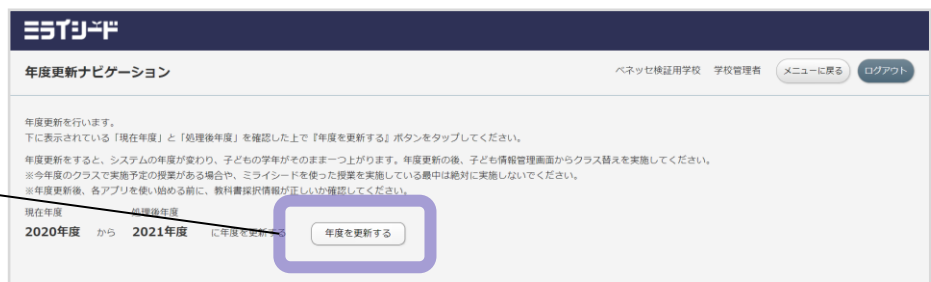 ミライシード
年度更新ナビゲーション
ベネッセ検証用学校 学校管理者 メニューに戻る ログアウト
年度更新を行います。
下に表示されている「現在年度」と「処理後年度」を確認した上で『年度を更新する』ボタンをタップしてください。
年度更新をすると、システムの年度が変わり、子どもの学年がそのまま一つ上がります。年度更新の後、子ども情報管理画面からクラス替えを実施してください。
※今年度のクラスで実施予定の授業がある場合や、ミライシードを使った授業を実施している最中は絶対に実施しないでください。
※年度更新後、各アプリを使い始める前に、教科書採択情報が正しいか確認してください。
現在年度 処理後年度
2020年度 から 2021年度 に年度を更新する 年度を更新する